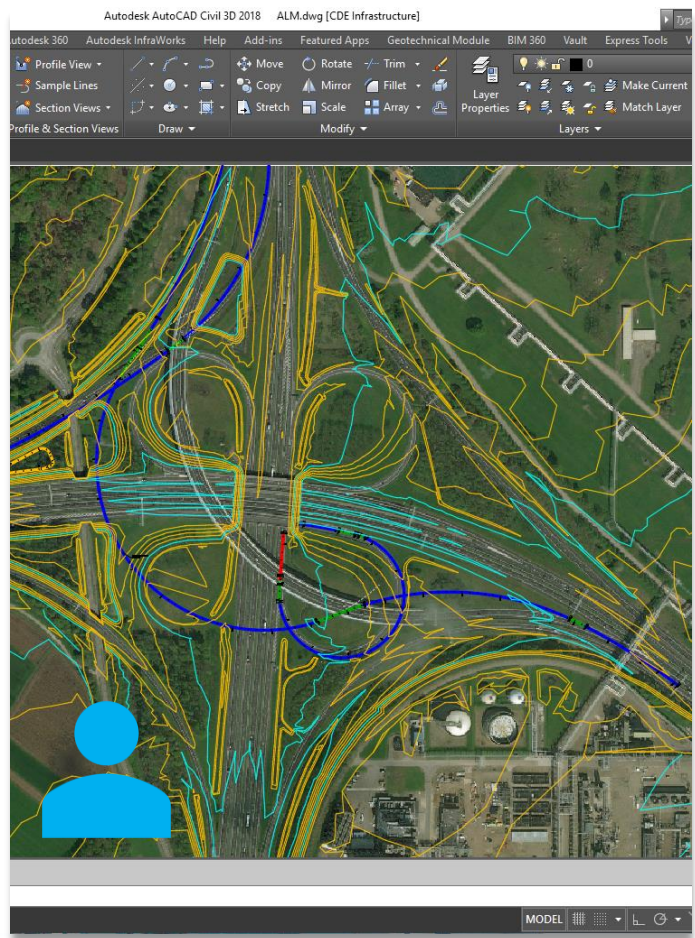 Autodesk AutoCAD Civil 3D 2018 ALM.dwg [CDE Infrastructure]
Autodesk 360 Autodesk InfraWorks Help Add-ins Featured Apps Geotechnical Module BIM 360 Vault Express Tools
Profile View Move Rotate Trim 0
Sample Lines Copy Mirror Fillet Make Current
Section Views Stretch Scale Array Layer Properties Match Layer
Profile & Section Views Draw Modify Layers
MODEL